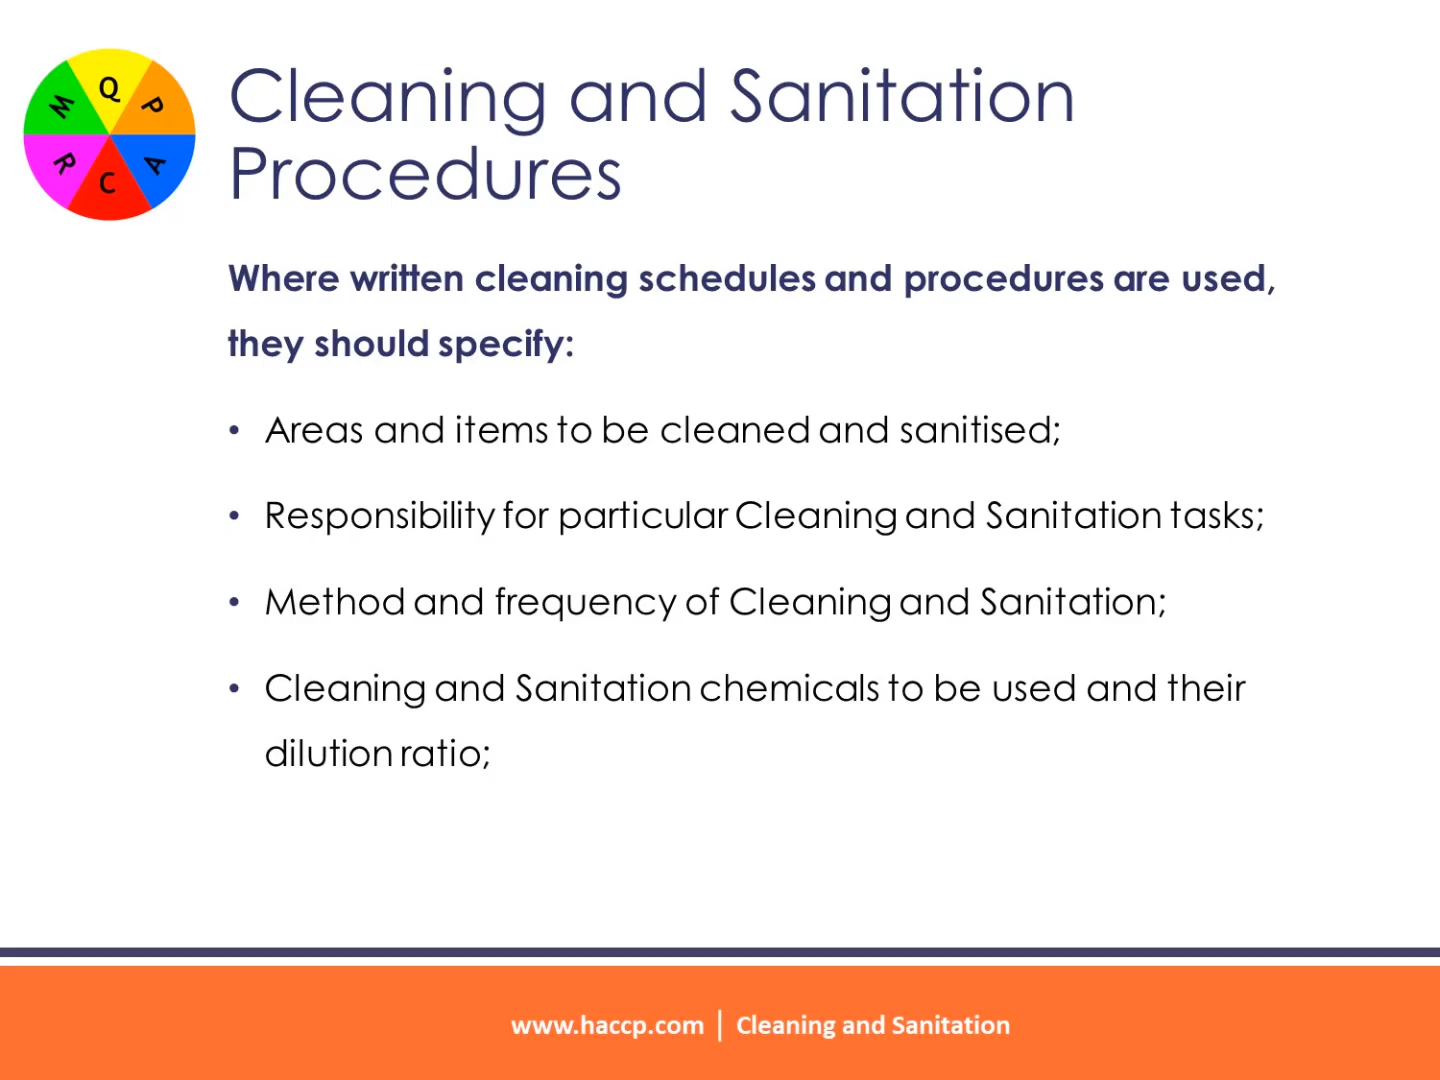 Q
P
A
C
R
M
Cleaning and Sanitation
Procedures
Where written cleaning schedules and procedures are used,
they should specify:
• Areas and items to be cleaned and sanitised;
• Responsibility for particular Cleaning and Sanitation tasks;
• Method and frequency of Cleaning and Sanitation;
• Cleaning and Sanitation chemicals to be used and their
dilution ratio;
www.haccp.com | Cleaning and Sanitation